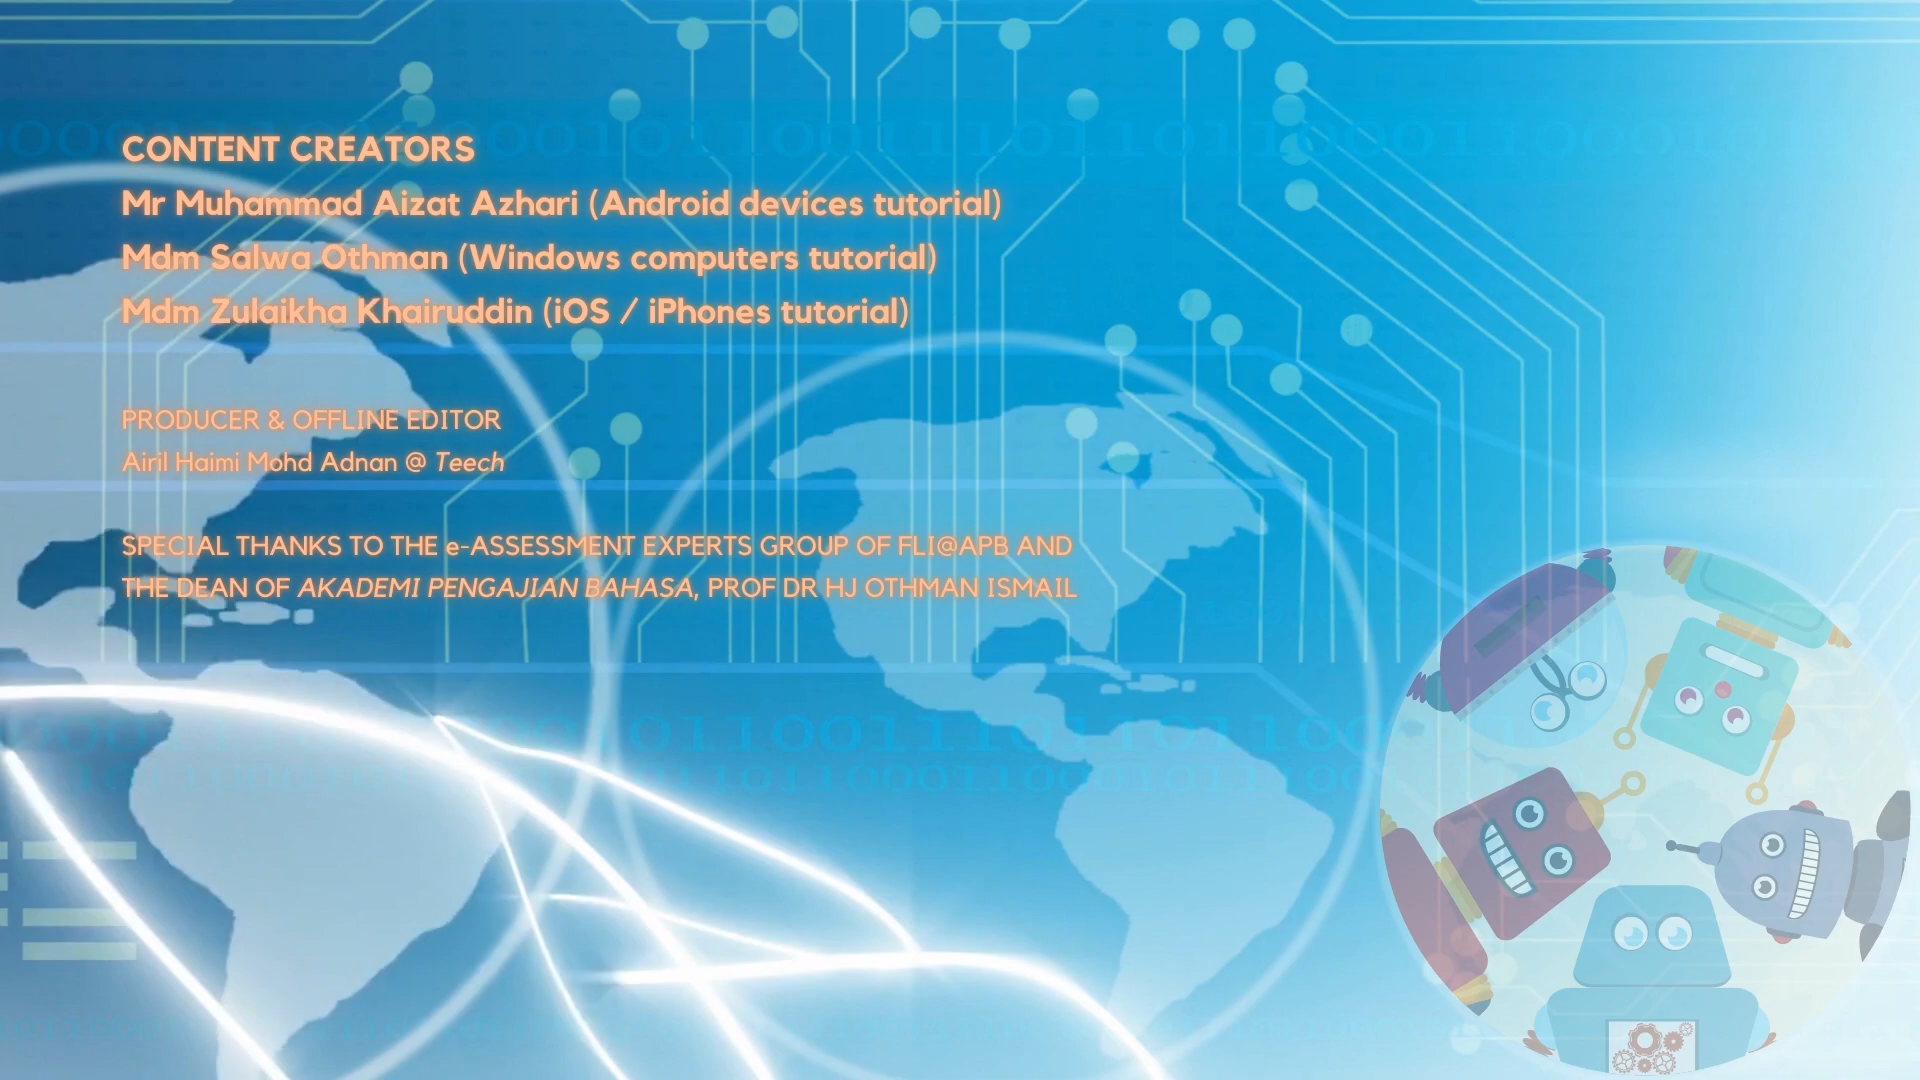 CONTENT CREATORS
Mr Muhammad Aizat Azhari (Android devices tutorial)
Mdm Salwa Othman (Windows computers tutorial)
Mdm Zulaikha Khairuddin (iOS / iPhones tutorial)
PRODUCER & OFFLINE EDITOR
Airil Haimi Mohd Adnan @ Teech
SPECIAL THANKS TO THE e-ASSESSMENT EXPERTS GROUP OF FLI@APB AND
THE DEAN OF AKADEMI PENGAJIAN BAHASA, PROF DR HJ OTHMAN ISMAIL